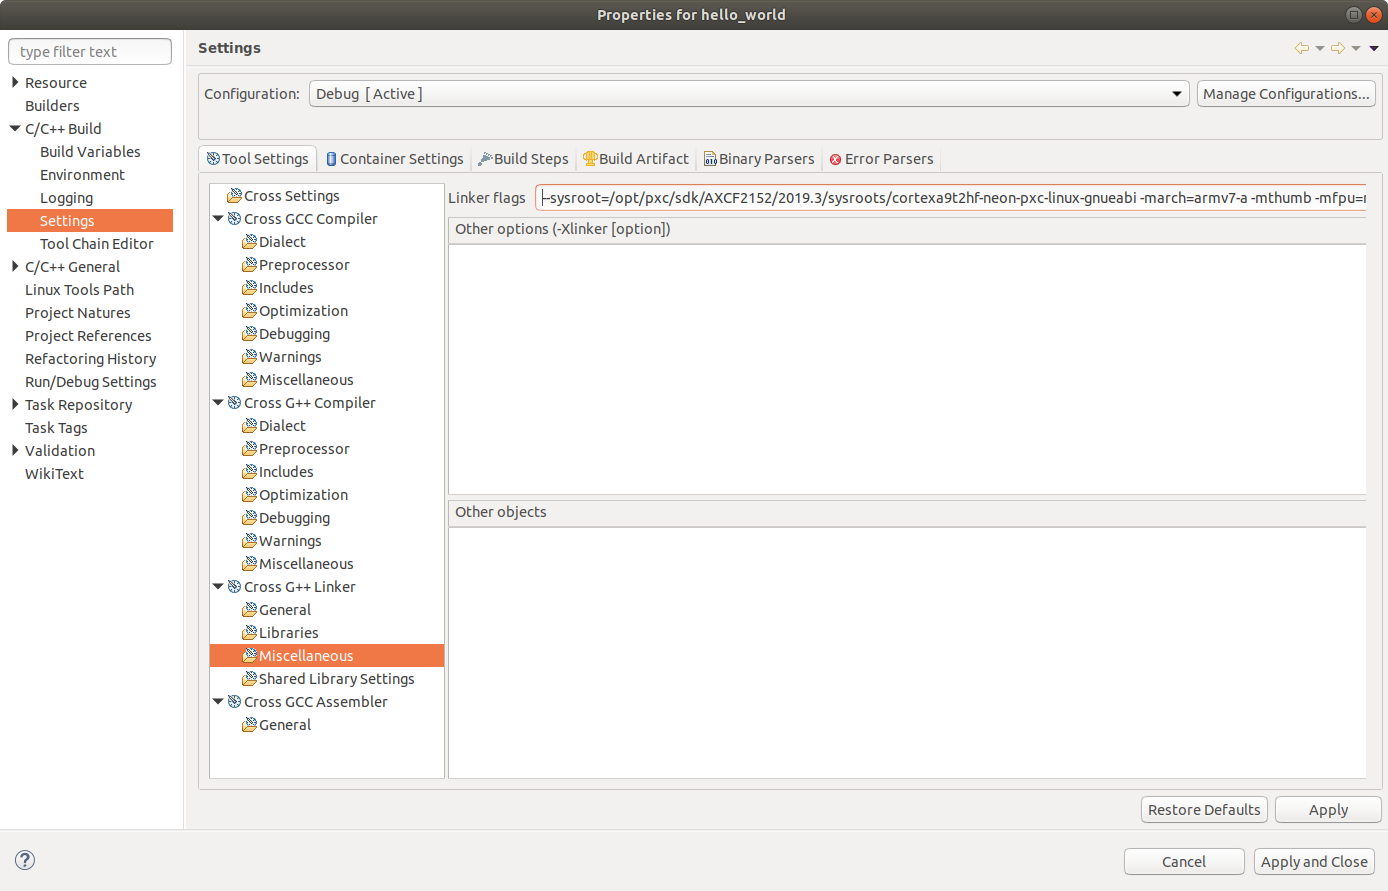 Properties for hello_world
type filter text
Resource
Builders
C/C++ Build
Build Variables
Environment
Logging
Settings
Tool Chain Editor
C/C++ General
Linux Tools Path
Project Natures
Project References
Refactoring History
Run/Debug Settings
Task Repository
Task Tags
Validation
WikiText
Settings
Configuration:
Debug [ Active ]
Manage Configurations...
Tool Settings
Container Settings
Build Steps
Build Artifact
Binary Parsers
Error Parsers
Cross Settings
Cross GCC Compiler
Dialect
Preprocessor
Includes
Optimization
Debugging
Warnings
Miscellaneous
Cross G++ Compiler
Dialect
Preprocessor
Includes
Optimization
Debugging
Warnings
Miscellaneous
Cross G++ Linker
General
Libraries
Miscellaneous
Shared Library Settings
Cross GCC Assembler
General
Linker flags
--sysroot=/opt/pxc/sdk/AXCF2152/2019.3/sysroots/cortexa9t2hf-neon-pxc-linux-gnueabi -march=armv7-a -mthumb -mfpu=
Other options (-Xlinker [option])
Other objects
Restore Defaults
Apply
?
Cancel
Apply and Close